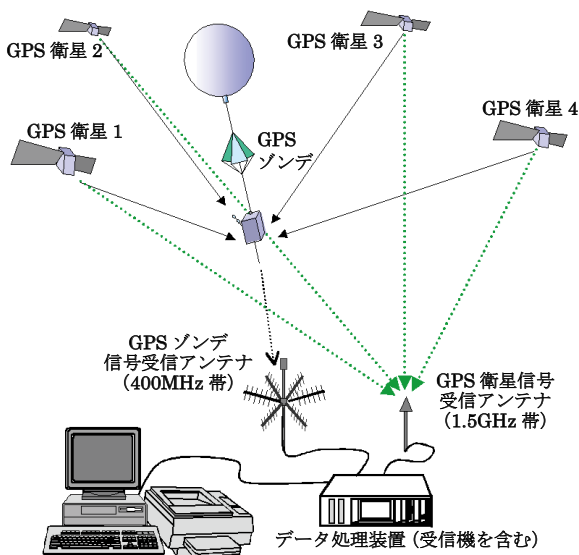 GPS 衛星 2
GPS 衛星 3
GPS 衛星 1
GPS
ゾンデ
GPS 衛星 4
GPS ゾンデ
信号受信アンテナ
（400MHz 帯）
GPS 衛星信号
受信アンテナ
（1.5GHz 帯）
データ処理装置（受信機を含む）